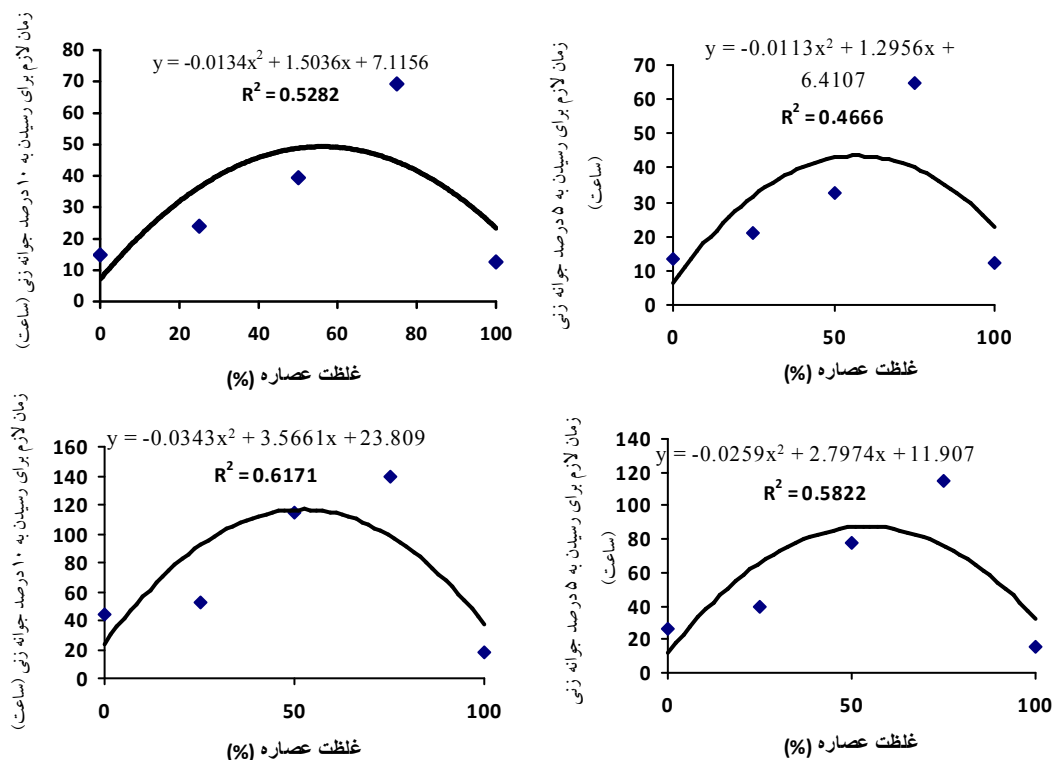 زمان لازم برای رسیدن به ۱۰ درصد جوانه زنی (ساعت)
80
70
60
50
40
30
20
10
0
y = -0.0134x² + 1.5036x + 7.1156
R² = 0.5282
0 20 40 60 80 100
غلظت عصاره (%)
زمان لازم برای رسیدن به ۵ درصد جوانه زنی
(ساعت)
70
60
50
40
30
20
10
0
y = -0.0113x² + 1.2956x +
6.4107
R² = 0.4666
0 50 100
غلظت عصاره (%)
زمان لازم برای رسیدن به ۱۰ درصد جوانه زنی (ساعت)
160
140
120
100
80
60
40
20
0
y = -0.0343x² + 3.5661x + 23.809
R² = 0.6171
0 50 100
غلظت عصاره (%)
زمان لازم برای رسیدن به ۵ درصد جوانه زنی
(ساعت)
140
120
100
80
60
40
20
0
y = -0.0259x² + 2.7974x + 11.907
R² = 0.5822
0 50 100
غلظت عصاره (%)